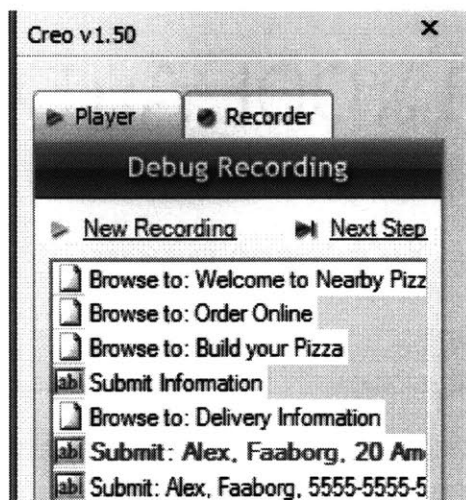 Creo v1.50
Player Recorder
Debug Recording
New Recording Next Step
Browse to: Welcome to Nearby Pizz
Browse to: Order Online
Browse to: Build your Pizza
Submit Information
Browse to: Delivery Information
Submit: Alex, Faaborg, 20 Am
Submit: Alex, Faaborg, 5555-5555-5